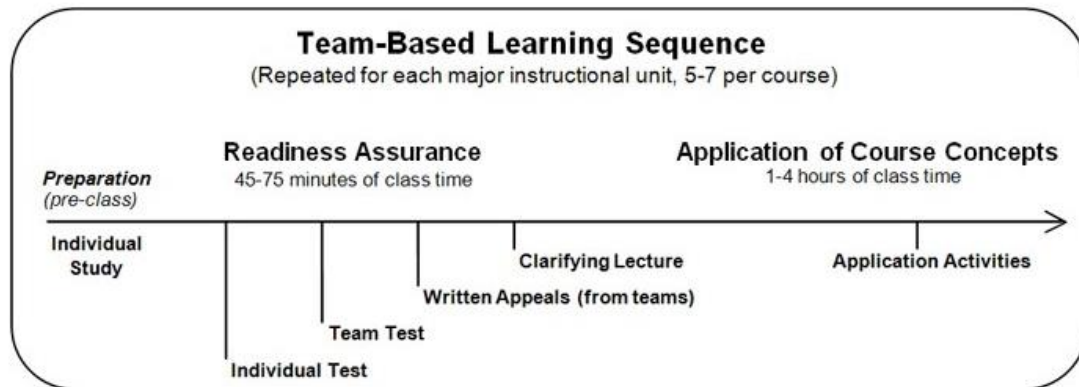 Team-Based Learning Sequence
(Repeated for each major instructional unit, 5-7 per course)
Readiness Assurance
45-75 minutes of class time
Application of Course Concepts
1-4 hours of class time
Preparation
(pre-class)
Individual
Study
Clarifying Lecture
Application Activities
Written Appeals (from teams)
Team Test
Individual Test